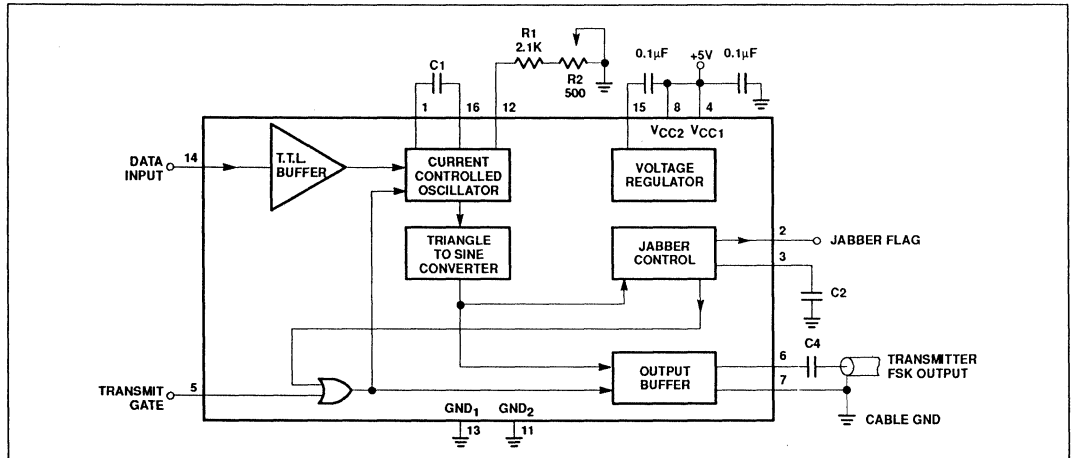 R1
2.1K
R2
500
C1
0.1μF
+5V
0.1μF
1
16
12
15
8
4
VCC2
VCC1
DATA
INPUT
14
T.T.L.
BUFFER
CURRENT
CONTROLLED
OSCILLATOR
VOLTAGE
REGULATOR
TRIANGLE
TO SINE
CONVERTER
JABBER
CONTROL
2
JABBER FLAG
3
C2
OUTPUT
BUFFER
6
C4
7
TRANSMITTER
FSK OUTPUT
CABLE GND
TRANSMIT
GATE
5
GND1
13
GND2
11